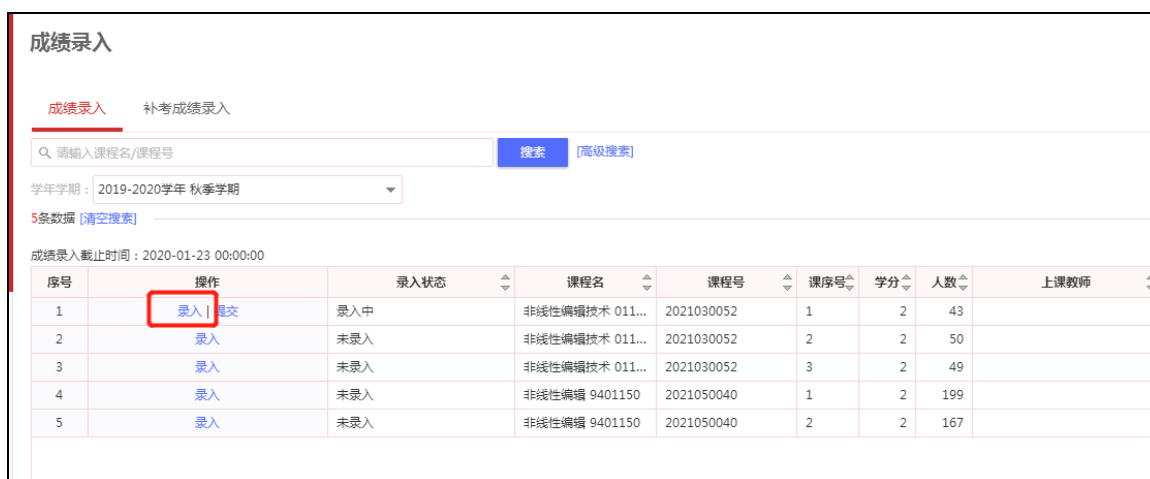 成绩录入
成绩录入 补考成绩录入
请输入课程名/课程号 搜索 [高级搜索]
学年学期： 2019-2020学年 秋季学期
5条数据 [清空搜索]
成绩录入截止时间：2020-01-23 00:00:00
序号 操作 录入状态 课程名 课程号 课序号 学分 人数 上课教师
1 录入 | 提交 录入中 非线性编辑技术 011... 2021030052 1 2 43
2 录入 未录入 非线性编辑技术 011... 2021030052 2 2 50
3 录入 未录入 非线性编辑技术 011... 2021030052 3 2 49
4 录入 未录入 非线性编辑 9401150 2021050040 1 2 199
5 录入 未录入 非线性编辑 9401150 2021050040 2 2 167